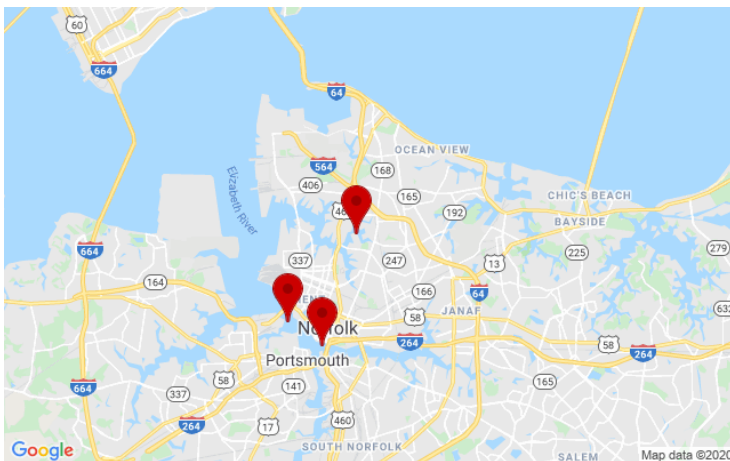 60
664
64
OCEAN VIEW
564
168
406
165
CHIC'S BEACH
Elizabeth River
192
BAYSIDE
664
337
247
13
225
279
164
166
64
58
JANAF
Norfolk
264
58
264
Portsmouth
664
58
141
165
337
264
17
460
SOUTH NORFOLK
SALEM
Google
Map data ©2020